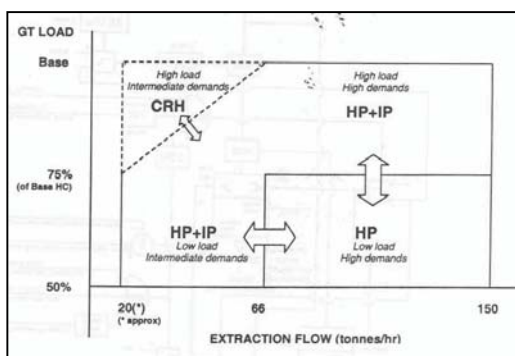 GT LOAD
Base
High load
Intermediate demands
CRH
High load
High demands
HP+IP
75%
(of Base HC)
HP+IP
Low load
Intermediate demands
HP
Low load
High demands
50%
20(*)
(* approx)
66
150
EXTRACTION FLOW (tonnes/hr)